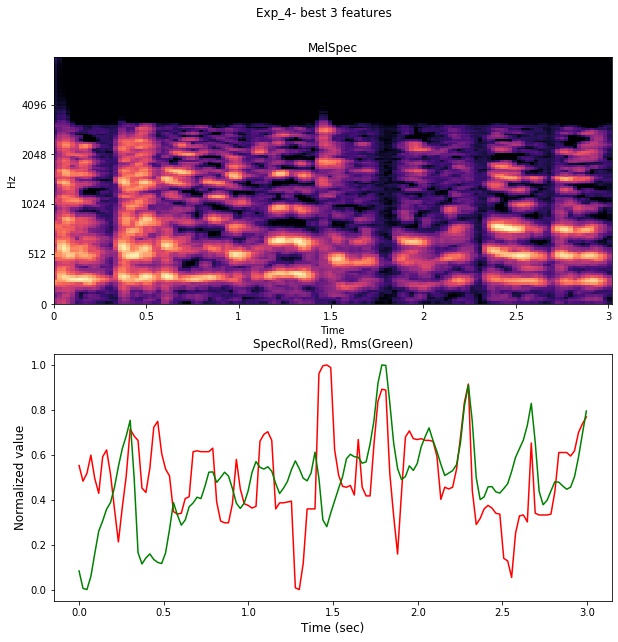 Exp_4- best 3 features
MelSpec
4096
2048
1024
512
0
Hz
0 0.5 1 1.5 2 2.5 3
Time
SpecRol(Red), Rms(Green)
1.0
0.8
0.6
0.4
0.2
0.0
Normalized value
0.0 0.5 1.0 1.5 2.0 2.5 3.0
Time (sec)